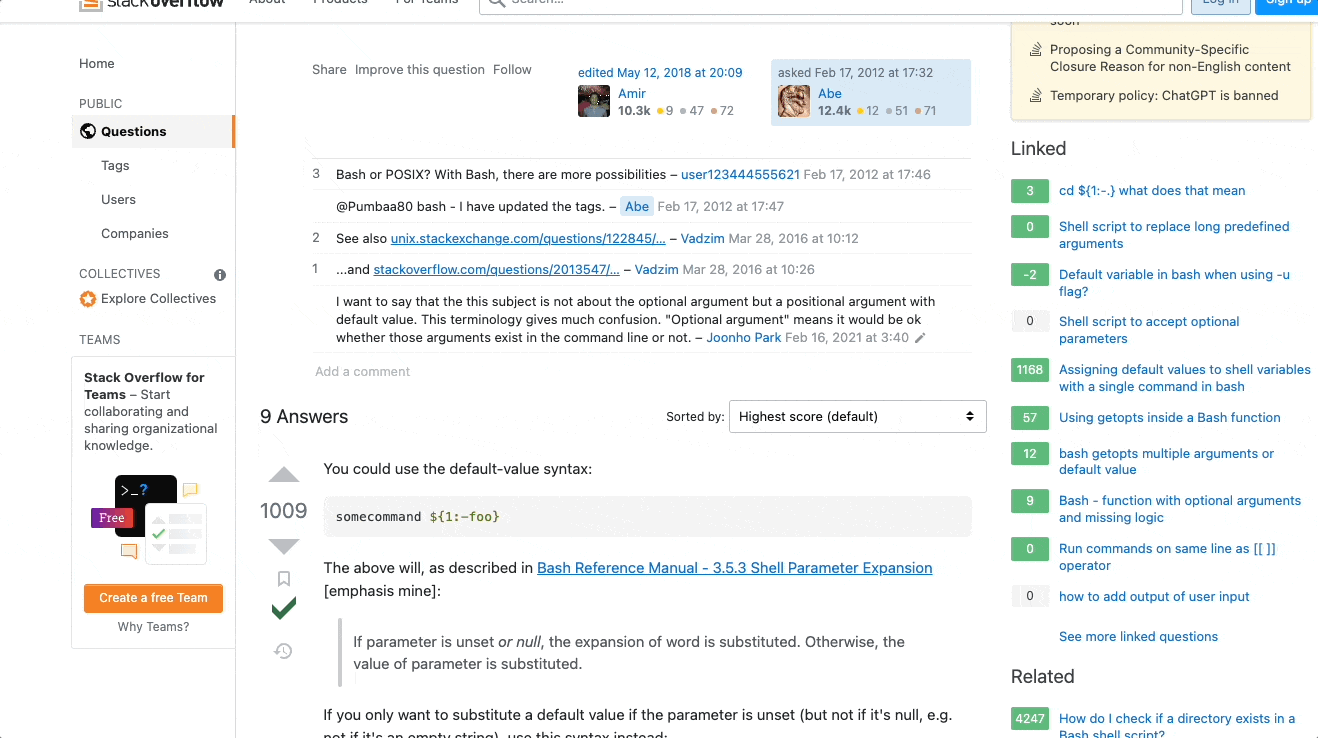 stackoverflow
About
Products
For Teams
Search...
Log in
Sign up
Home
PUBLIC
Questions
Tags
Users
Companies
COLLECTIVES
Explore Collectives
TEAMS
Stack Overflow for
Teams – Start
collaborating and
sharing organizational
knowledge.
>_?
Free
Create a free Team
Why Teams?
Share Improve this question Follow
edited May 12, 2018 at 20:09
Amir
10.3k 9 47 72
asked Feb 17, 2012 at 17:32
Abe
12.4k 12 51 71
3 Bash or POSIX? With Bash, there are more possibilities – user123444555621 Feb 17, 2012 at 17:46
@Pumbaa80 bash - I have updated the tags. – Abe Feb 17, 2012 at 17:47
2 See also unix.stackexchange.com/questions/122845/... – Vadzim Mar 28, 2016 at 10:12
1 ...and stackoverflow.com/questions/2013547/... – Vadzim Mar 28, 2016 at 10:26
I want to say that the this subject is not about the optional argument but a positional argument with
default value. This terminology gives much confusion. "Optional argument" means it would be ok
whether those arguments exist in the command line or not. – Joonho Park Feb 16, 2021 at 3:40
Add a comment
9 Answers
Sorted by:
Highest score (default)
You could use the default-value syntax:
1009
somecommand ${1:-foo}
The above will, as described in Bash Reference Manual - 3.5.3 Shell Parameter Expansion
[emphasis mine]:
If parameter is unset or null, the expansion of word is substituted. Otherwise, the
value of parameter is substituted.
If you only want to substitute a default value if the parameter is unset (but not if it's null, e.g.
not if it's an empty string), use this syntax instead:
soon
Proposing a Community-Specific
Closure Reason for non-English content
Temporary policy: ChatGPT is banned
Linked
3 cd ${1:-.} what does that mean
0 Shell script to replace long predefined
arguments
-2 Default variable in bash when using -u
flag?
0 Shell script to accept optional
parameters
1168 Assigning default values to shell variables
with a single command in bash
57 Using getopts inside a Bash function
12 bash getopts multiple arguments or
default value
9 Bash - function with optional arguments
and missing logic
0 Run commands on same line as [[ ]]
operator
0 how to add output of user input
See more linked questions
Related
4247 How do I check if a directory exists in a
Bash shell script?